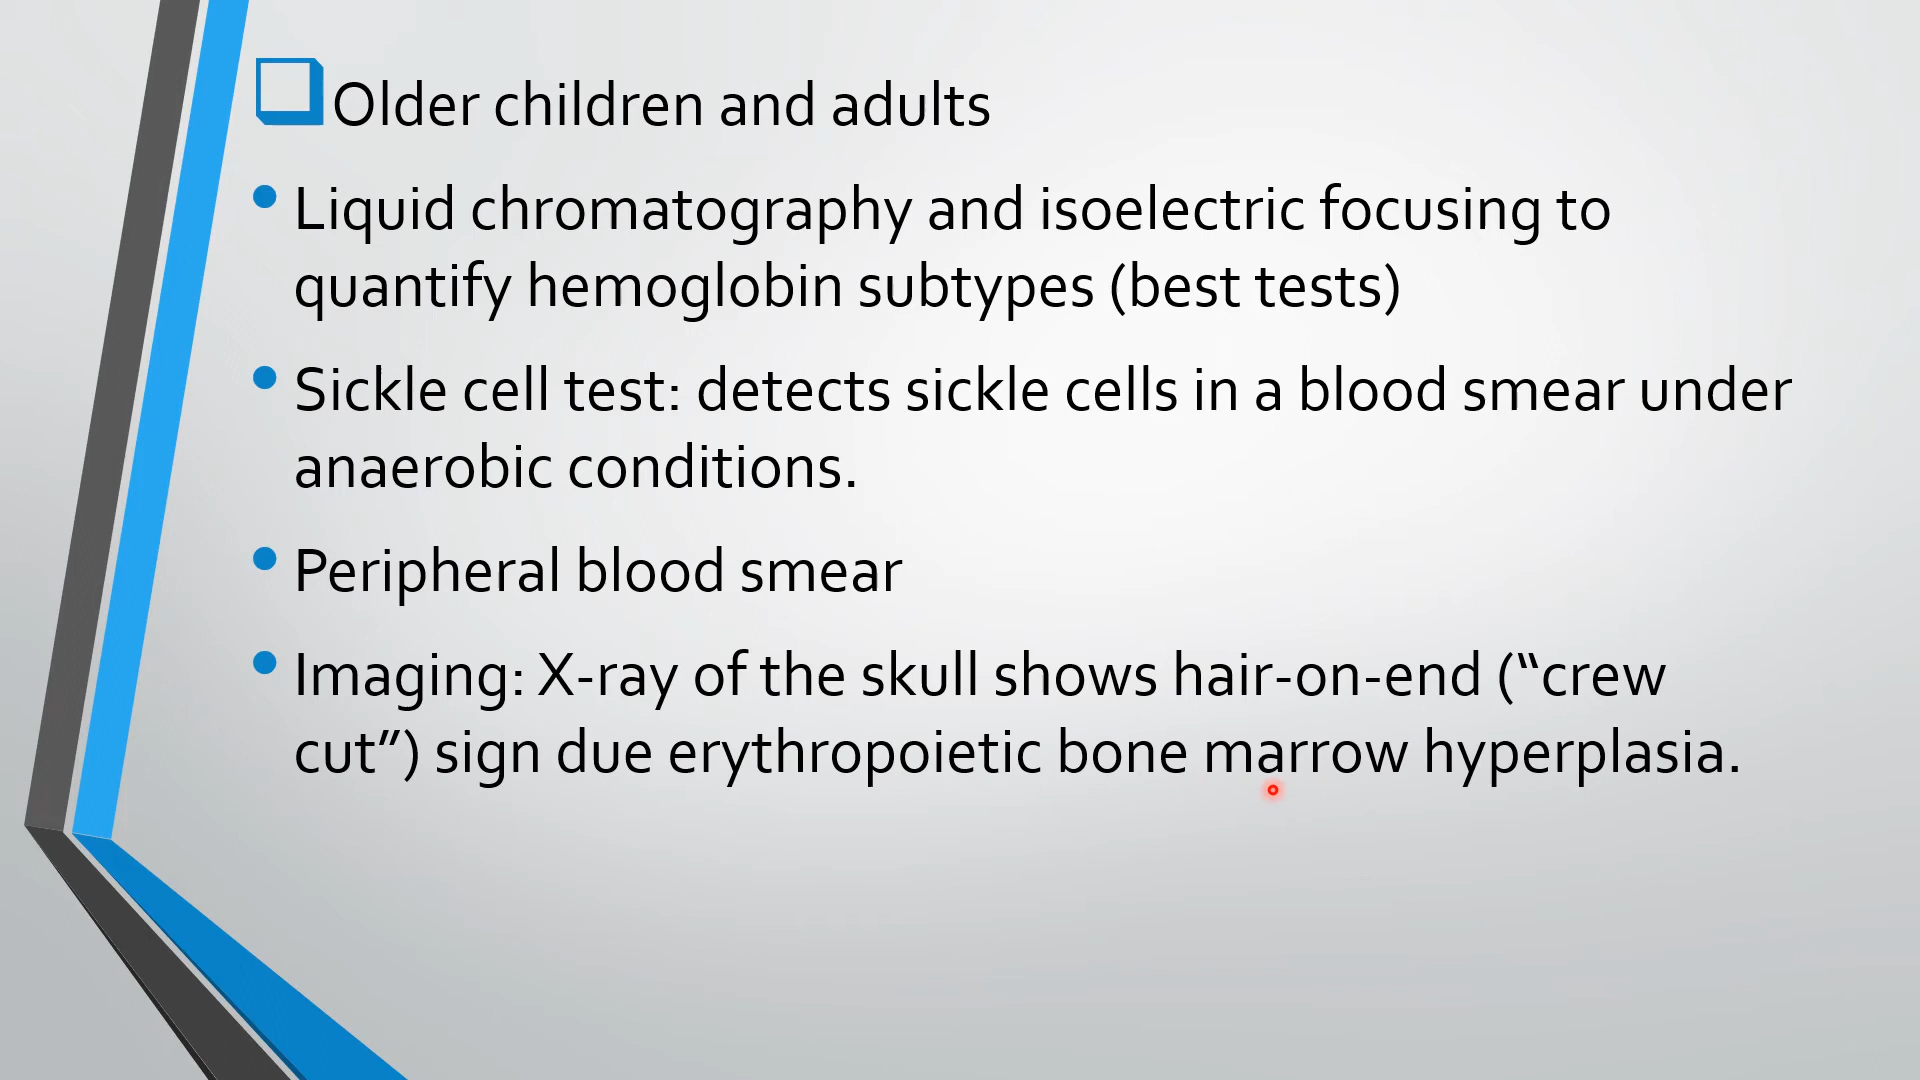 Older children and adults
• Liquid chromatography and isoelectric focusing to
quantify hemoglobin subtypes (best tests)
• Sickle cell test: detects sickle cells in a blood smear under
anaerobic conditions.
• Peripheral blood smear
• Imaging: X-ray of the skull shows hair-on-end (“crew
cut”) sign due erythropoietic bone marrow hyperplasia.